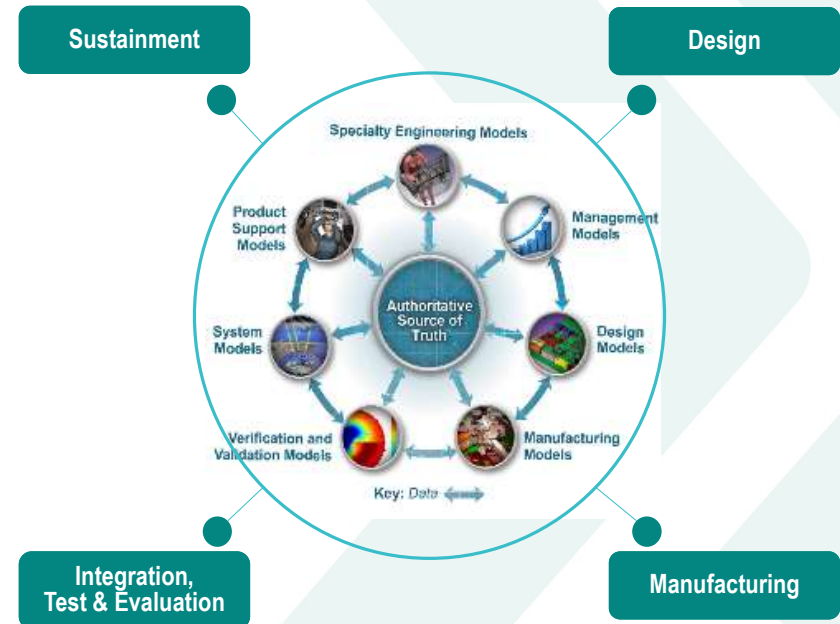 Sustainment
Design
Specialty Engineering Models
Product
Support
Models
Management
Models
Authoritative
Source of
Truth
System
Models
Design
Models
Verification and
Validation Models
Manufacturing
Models
Key: Data
Integration,
Test & Evaluation
Manufacturing